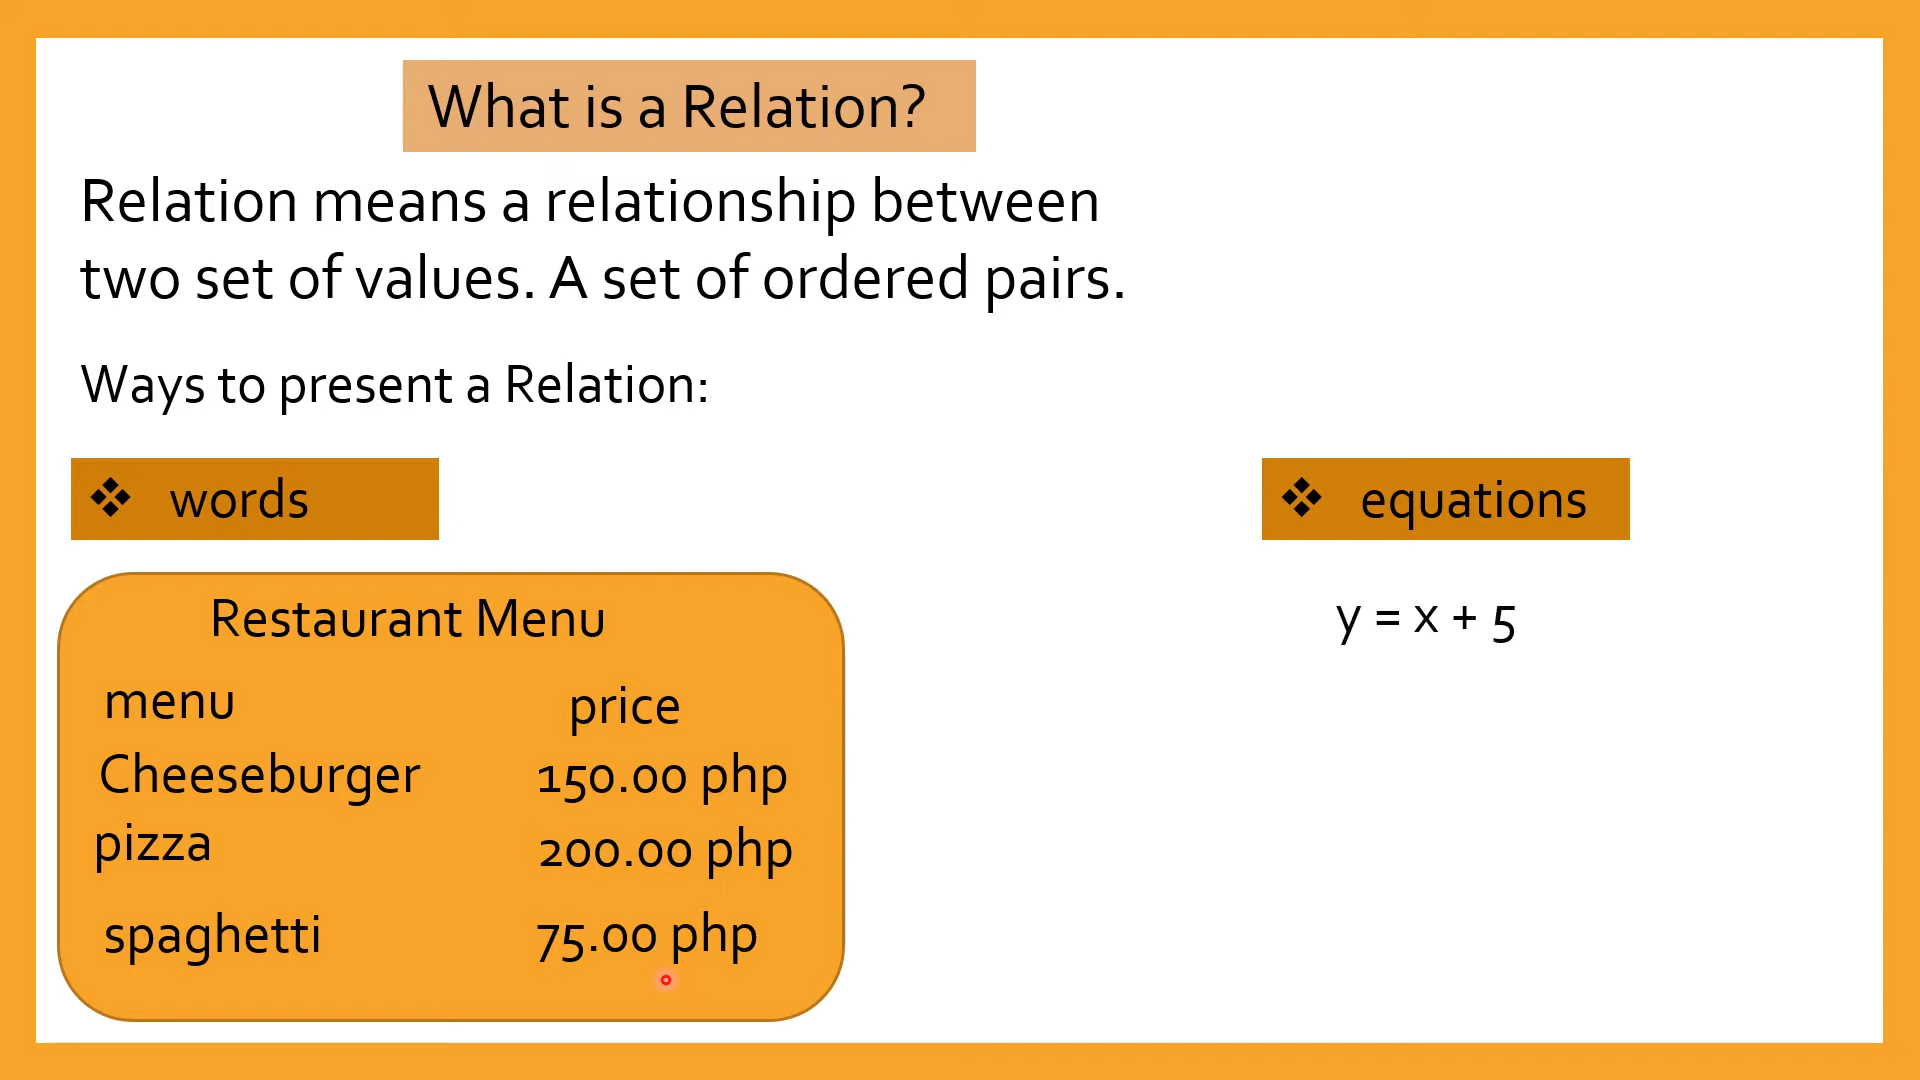 What is a Relation?
Relation means a relationship between
two set of values. A set of ordered pairs.
Ways to present a Relation:
❖ words
Restaurant Menu
menu price
Cheeseburger 150.00 php
pizza 200.00 php
spaghetti 75.00 php
❖ equations
y = x + 5